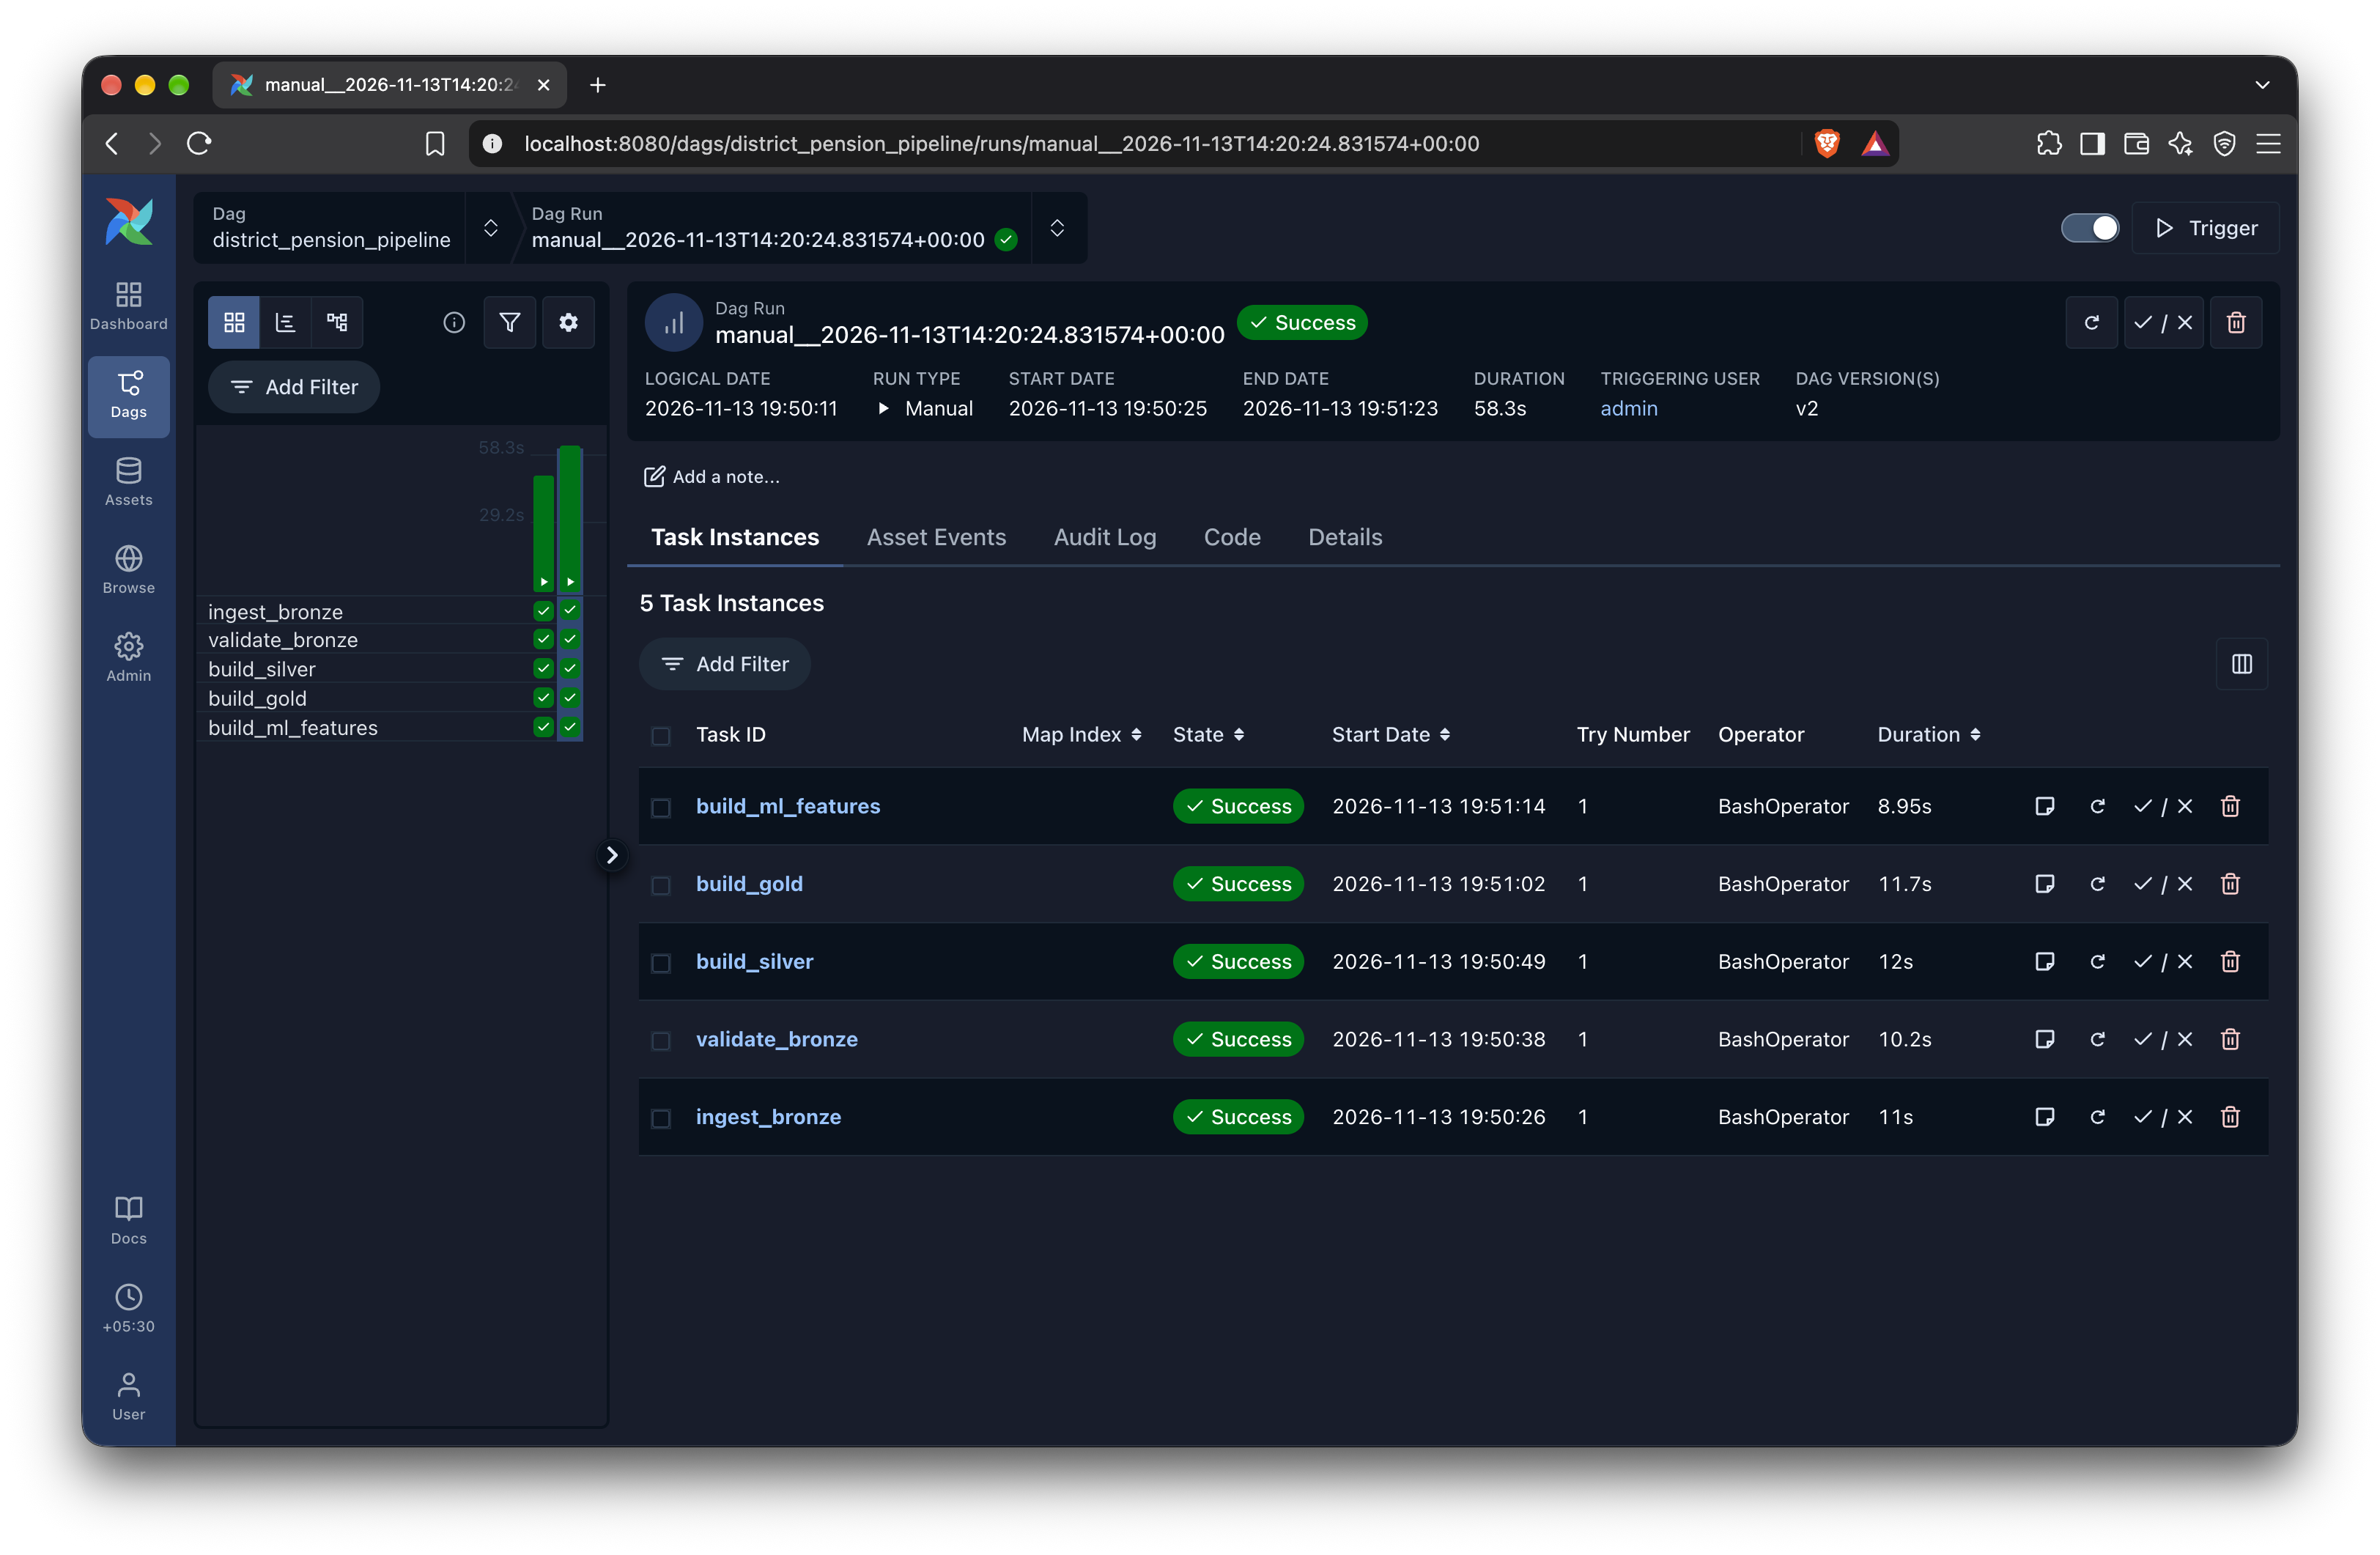 manual__2026-11-13T14:20:24
localhost:8080/dags/district_pension_pipeline/runs/manual__2026-11-13T14:20:24.831574+00:00
Dag
district_pension_pipeline
Dag Run
manual__2026-11-13T14:20:24.831574+00:00
Trigger
Dashboard
Dags
Assets
Browse
Admin
Docs
+05:30
User
Add Filter
58.3s
29.2s
ingest_bronze
validate_bronze
build_silver
build_gold
build_ml_features
Dag Run
manual__2026-11-13T14:20:24.831574+00:00 Success
LOGICAL DATE RUN TYPE START DATE END DATE DURATION TRIGGERING USER DAG VERSION(S)
2026-11-13 19:50:11 Manual 2026-11-13 19:50:25 2026-11-13 19:51:23 58.3s admin v2
Add a note...
Task Instances Asset Events Audit Log Code Details
5 Task Instances
Add Filter
Task ID Map Index State Start Date Try Number Operator Duration
build_ml_features Success 2026-11-13 19:51:14 1 BashOperator 8.95s
build_gold Success 2026-11-13 19:51:02 1 BashOperator 11.7s
build_silver Success 2026-11-13 19:50:49 1 BashOperator 12s
validate_bronze Success 2026-11-13 19:50:38 1 BashOperator 10.2s
ingest_bronze Success 2026-11-13 19:50:26 1 BashOperator 11s